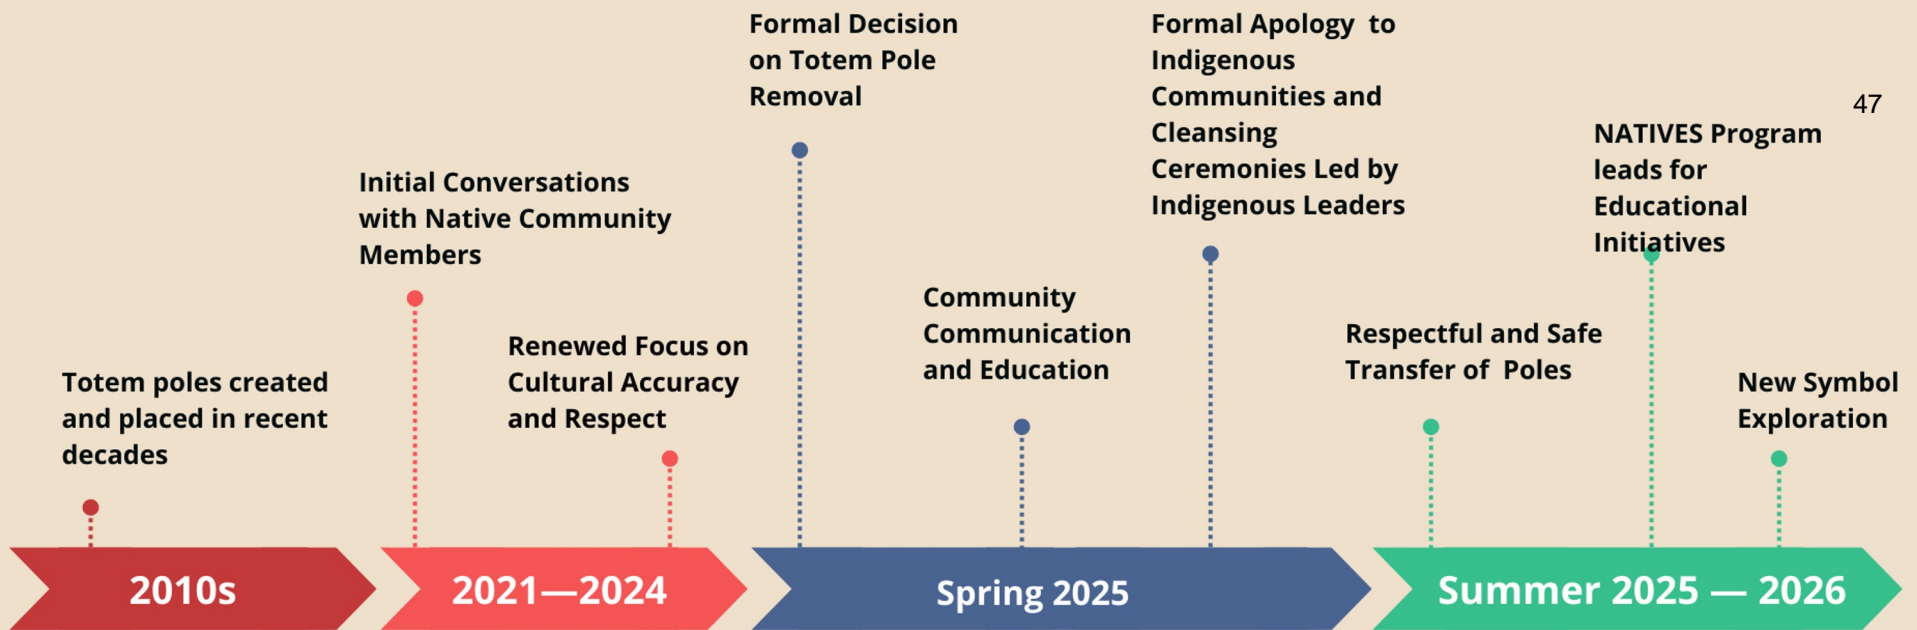 Totem poles created
and placed in recent
decades
Initial Conversations
with Native Community
Members
Renewed Focus on
Cultural Accuracy
and Respect
Formal Decision
on Totem Pole
Removal
Community
Communication
and Education
Formal Apology  to
Indigenous
Communities and
Cleansing
Ceremonies Led by
Indigenous Leaders
Respectful and Safe
Transfer of  Poles
47
NATIVES Program
leads for
Educational
Initiatives
New Symbol
Exploration
2010s
2021—2024
Spring 2025
Summer 2025 — 2026